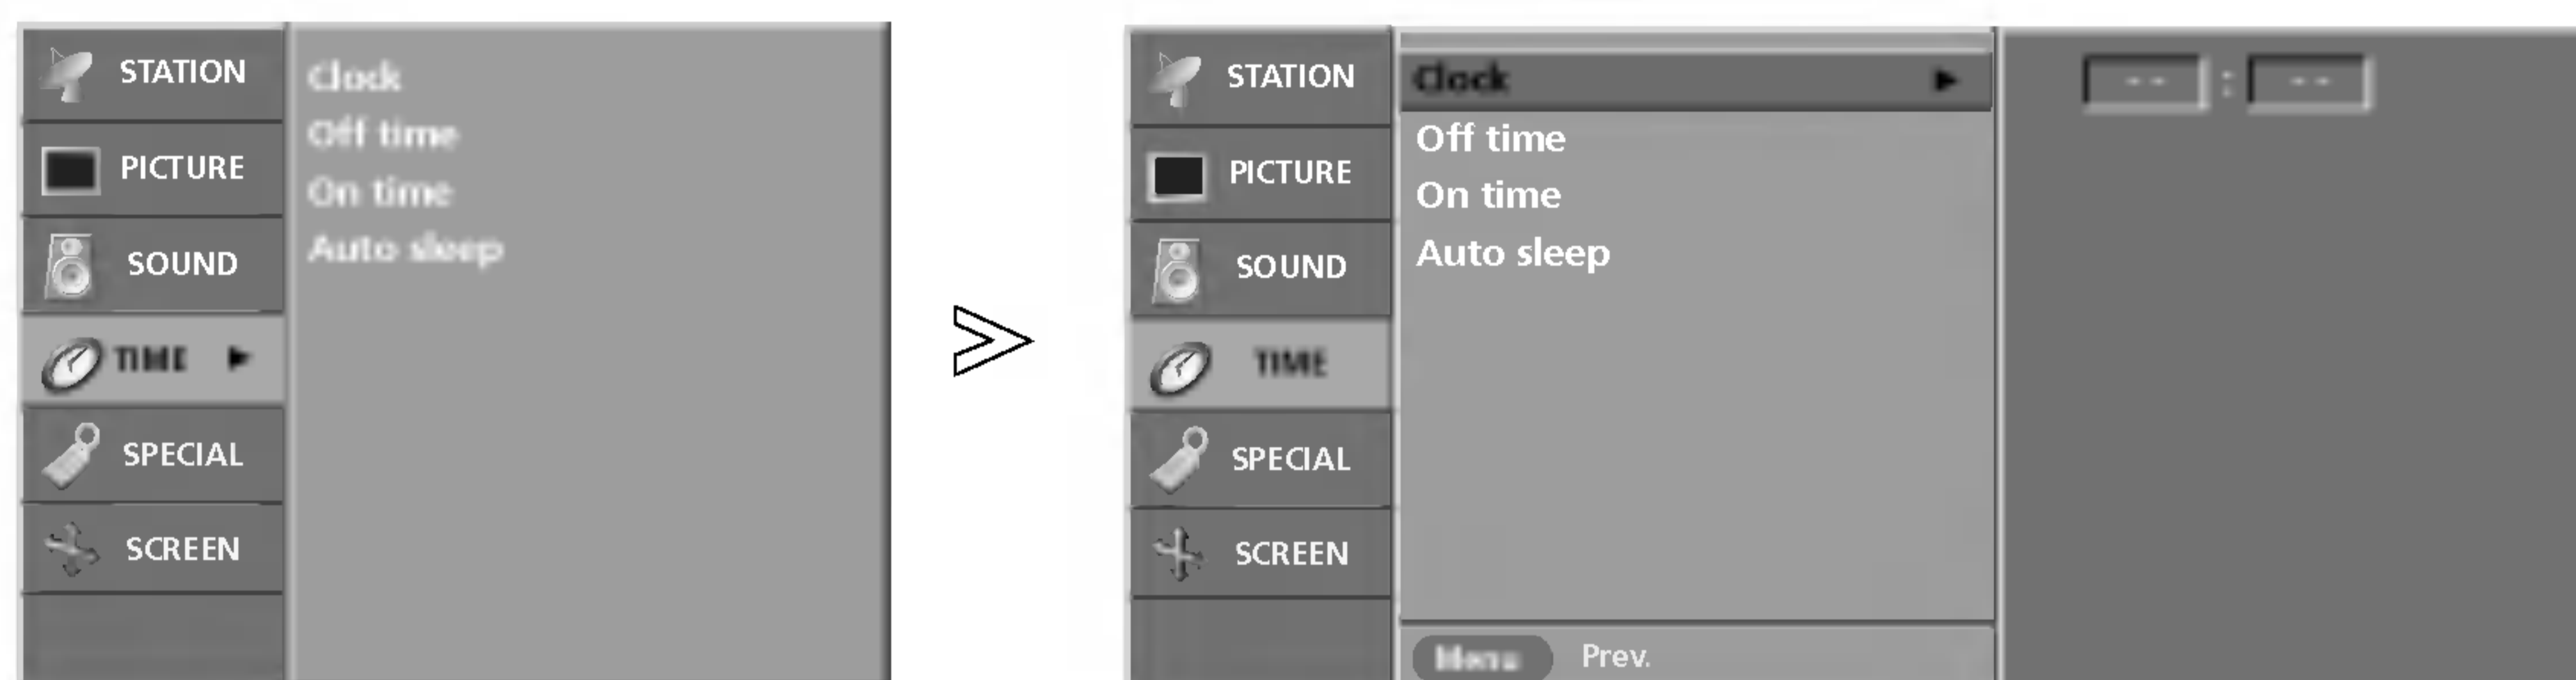 STATION
PICTURE
SOUND
TIME ►
SPECIAL
SCREEN
Clock
Off time
On time
Auto sleep
STATION
PICTURE
SOUND
TIME
SPECIAL
SCREEN
Clock ►
Off time
On time
Auto sleep
Menu Prev.
-- : --